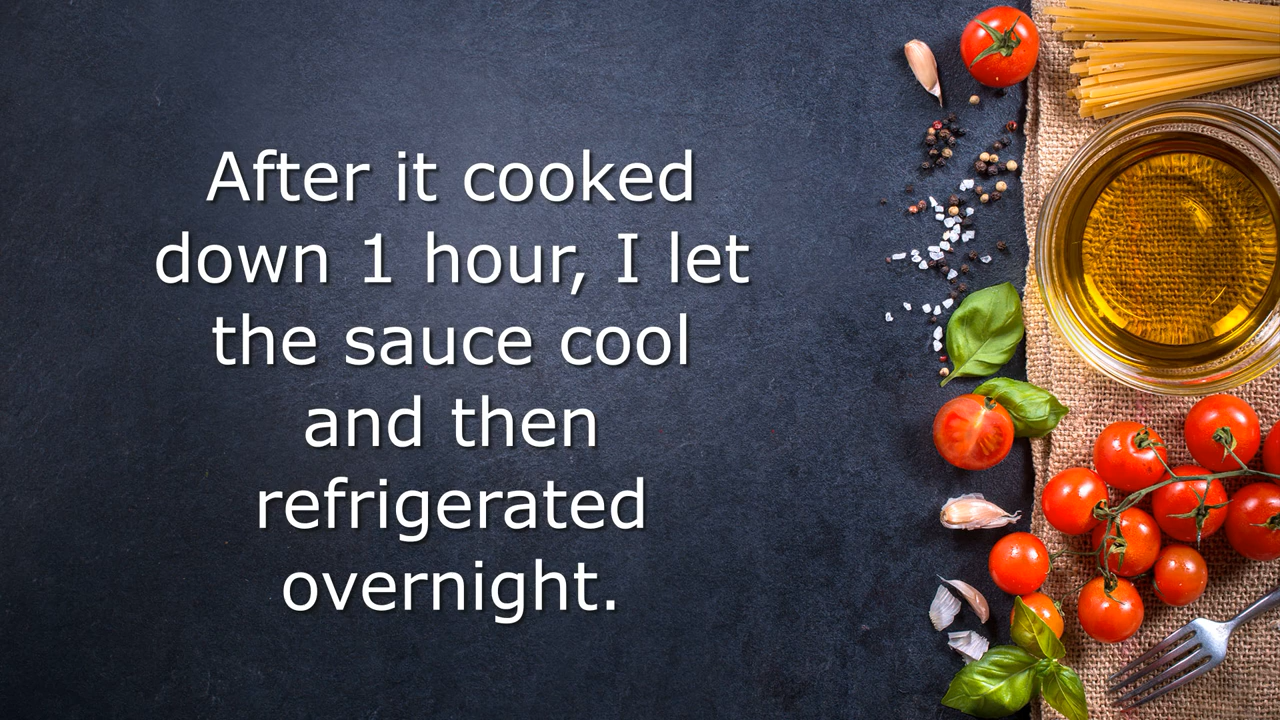 After it cooked
down 1 hour, I let
the sauce cool
and then
refrigerated
overnight.